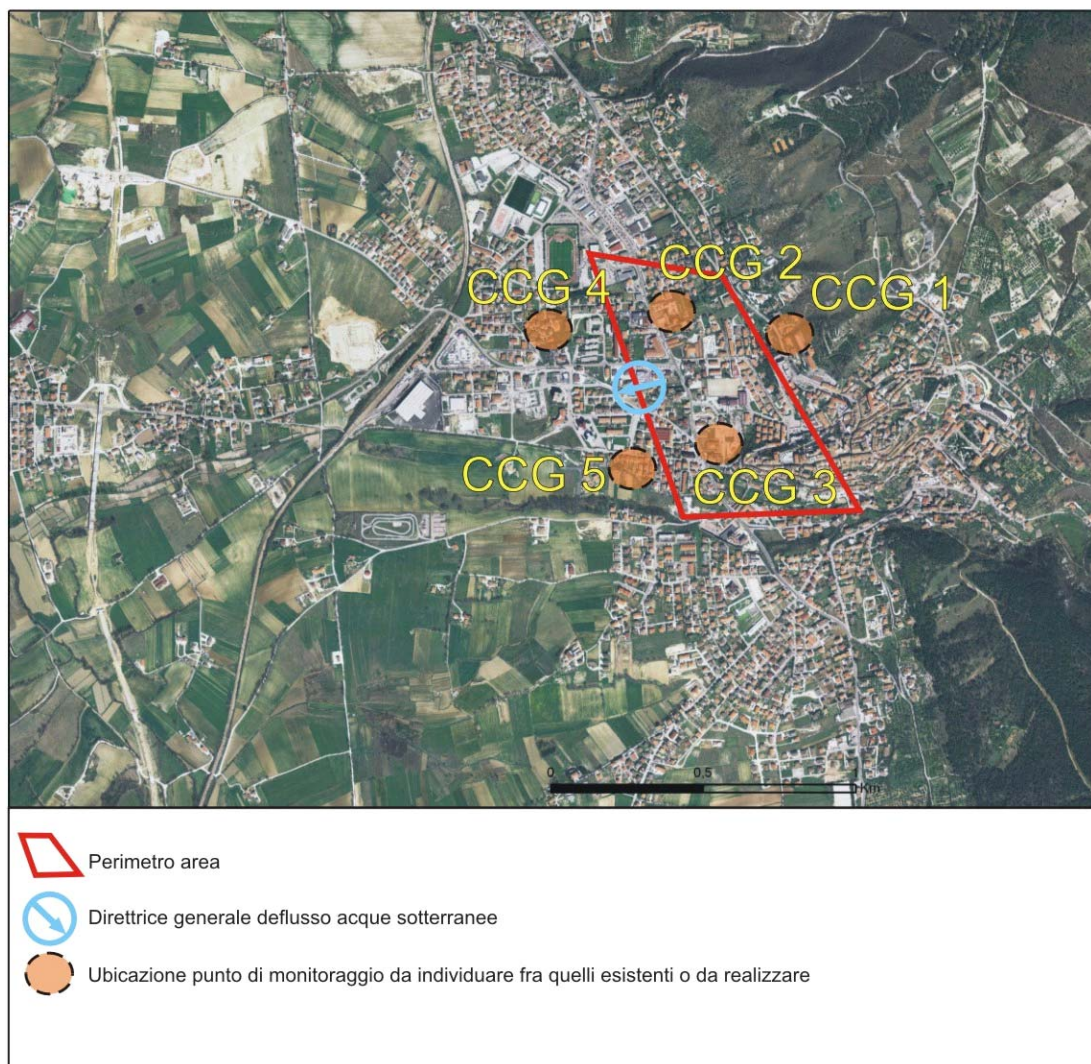 CCG 2
CCG 4
CCG 1
CCG 5
CCG 3
0 0,5 1
Km
Perimetro area
Direttrice generale deflusso acque sotterranee
Ubicazione punto di monitoraggio da individuare fra quelli esistenti o da realizzare